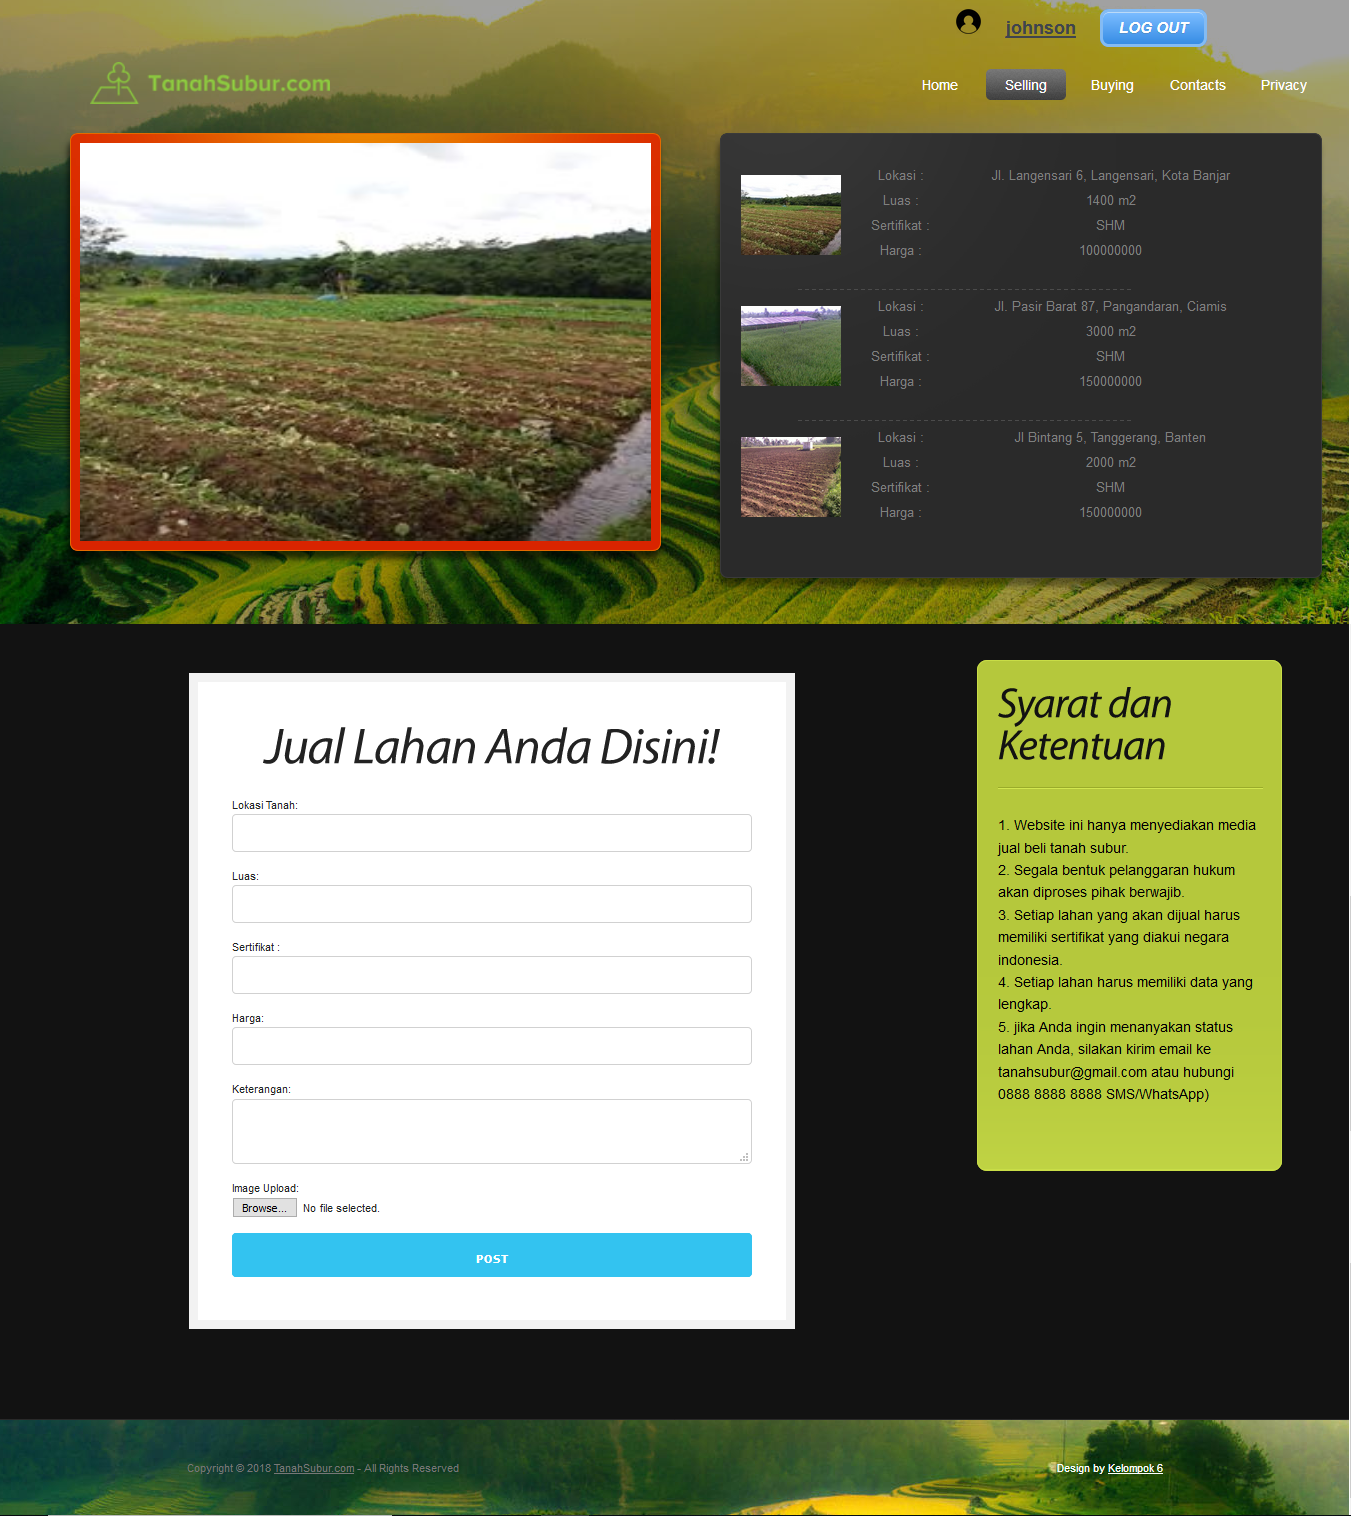 johnson
LOG OUT
TanahSubur.com
Home Selling Buying Contacts Privacy
Lokasi : Jl. Langensari 6, Langensari, Kota Banjar
Luas : 1400 m2
Sertifikat : SHM
Harga : 100000000
Lokasi : Jl. Pasir Barat 87, Pangandaran, Ciamis
Luas : 3000 m2
Sertifikat : SHM
Harga : 150000000
Lokasi : Jl Bintang 5, Tanggerang, Banten
Luas : 2000 m2
Sertifikat : SHM
Harga : 150000000
Jual Lahan Anda Disini!
Lokasi Tanah:
Luas:
Sertifikat :
Harga:
Keterangan:
Image Upload:
Browse... No file selected.
POST
Syarat dan
Ketentuan
1. Website ini hanya menyediakan media
jual beli tanah subur.
2. Segala bentuk pelanggaran hukum
akan diproses pihak berwajib.
3. Setiap lahan yang akan dijual harus
memiliki sertifikat yang diakui negara
indonesia.
4. Setiap lahan harus memiliki data yang
lengkap.
5. jika Anda ingin menanyakan status
lahan Anda, silakan kirim email ke
tanahsubur@gmail.com atau hubungi
0888 8888 8888 SMS/WhatsApp)
Copyright © 2018 TanahSubur.com - All Rights Reserved
Design by Kelompok 6